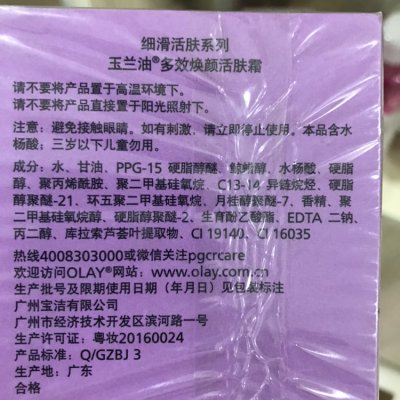 细滑活肤系列
玉兰油®多效焕颜活肤霜
请不要将产品置于高温环境下。
请不要将产品直接置于阳光照射下。
注意：避免接触眼睛。如有刺激，请立即停止使用。本品含水
杨酸；三岁以下儿童勿用。
成分：水、甘油、PPG-15 硬脂醇醚、鲸蜡醇、水杨酸、硬脂
醇、聚丙烯酰胺、聚二甲基硅氧烷、C13-14 异链烷烃、硬脂
醇聚醚-21、环五聚二甲基硅氧烷、月桂醇聚醚-7、香精、聚
二甲基硅氧烷醇、硬脂醇聚醚-2、生育酚乙酸酯、EDTA 二钠、
丙二醇、库拉索芦荟叶提取物、CI 19140、CI 16035
热线4008303000或微信关注pgcrcare
欢迎访问OLAY®网站：www.olay.com.cn
生产批号及限期使用日期（年月日）见包装标注
广州宝洁有限公司
广州市经济技术开发区滨河路一号
生产许可证：粤妆20160024
产品标准：Q/GZBJ 3
生产地：广东
合格